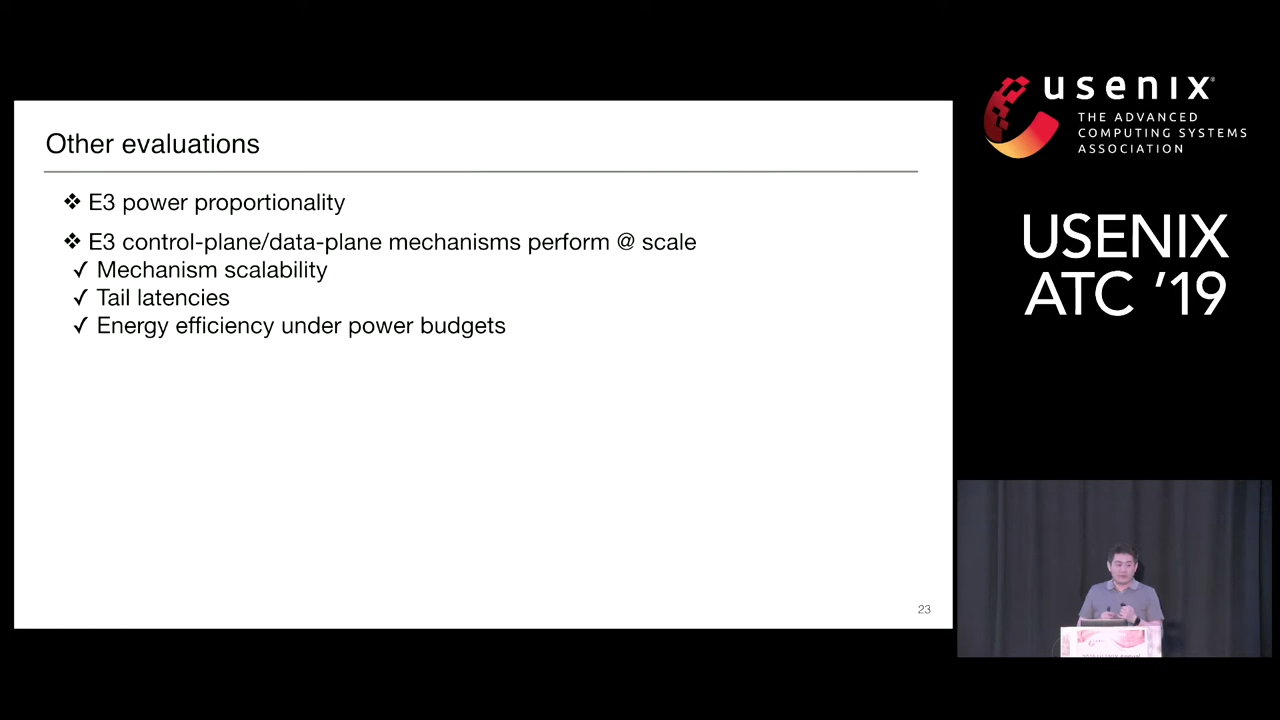 Other evaluations
❖ E3 power proportionality
❖ E3 control-plane/data-plane mechanisms perform @ scale
✓ Mechanism scalability
✓ Tail latencies
✓ Energy efficiency under power budgets
23
usenix
THE ADVANCED
COMPUTING SYSTEMS
ASSOCIATION
USENIX
ATC '19